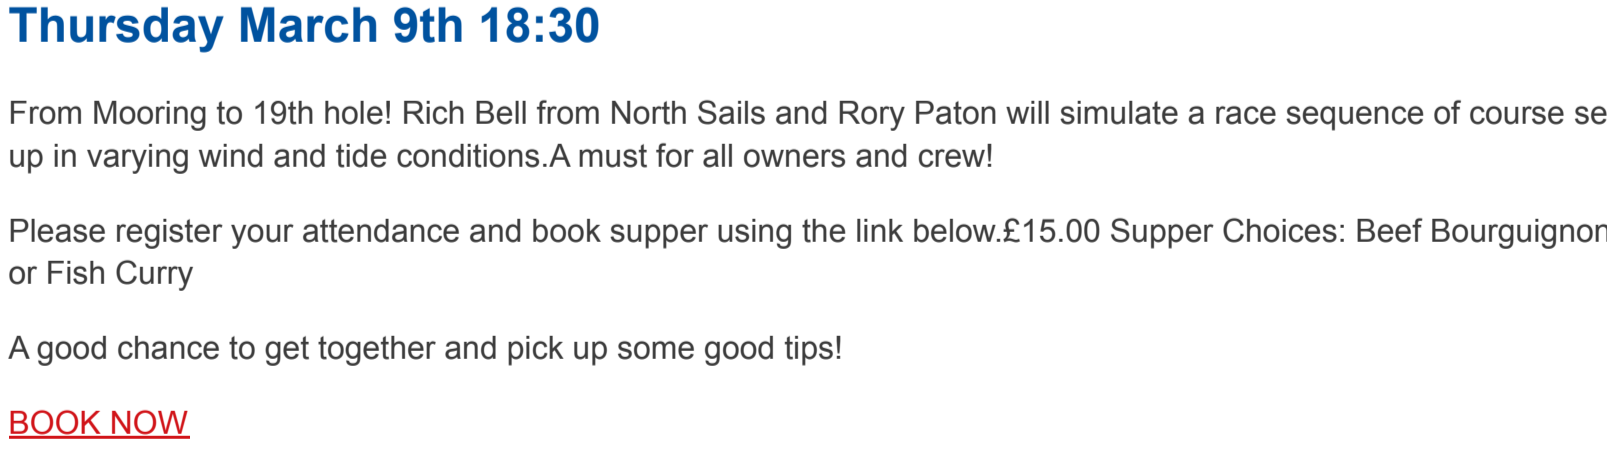 Thursday March 9th 18:30
From Mooring to 19th hole! Rich Bell from North Sails and Rory Paton will simulate a race sequence of course se
up in varying wind and tide conditions.A must for all owners and crew!
Please register your attendance and book supper using the link below.£15.00 Supper Choices: Beef Bourguignon
or Fish Curry
A good chance to get together and pick up some good tips!
BOOK NOW